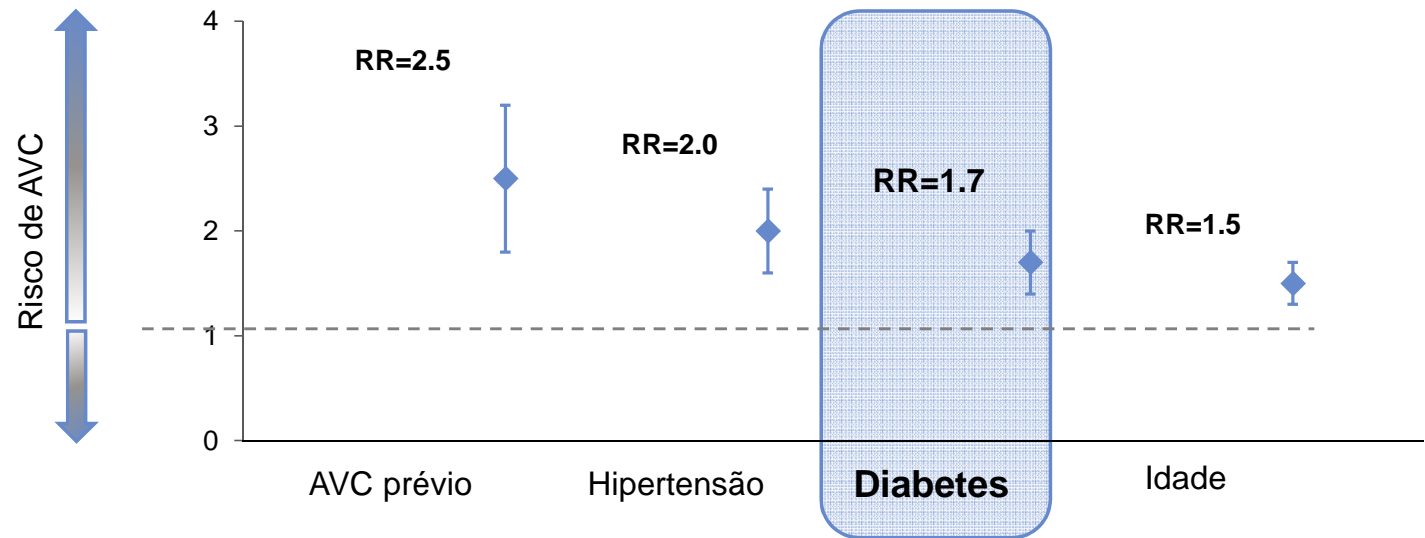 Risco de AVC
4
3
2
1
0
RR=2.5
RR=2.0
RR=1.7
RR=1.5
AVC prévio
Hipertensão
Diabetes
Idade